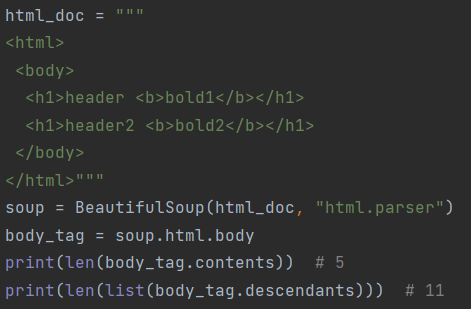 html_doc = """
<html>
 <body>
  <h1>header <b>bold1</b></h1>
  <h1>header2 <b>bold2</b></h1>
 </body>
</html>"""
soup = BeautifulSoup(html_doc, "html.parser")
body_tag = soup.html.body
print(len(body_tag.contents))  # 5
print(len(list(body_tag.descendants)))  # 11